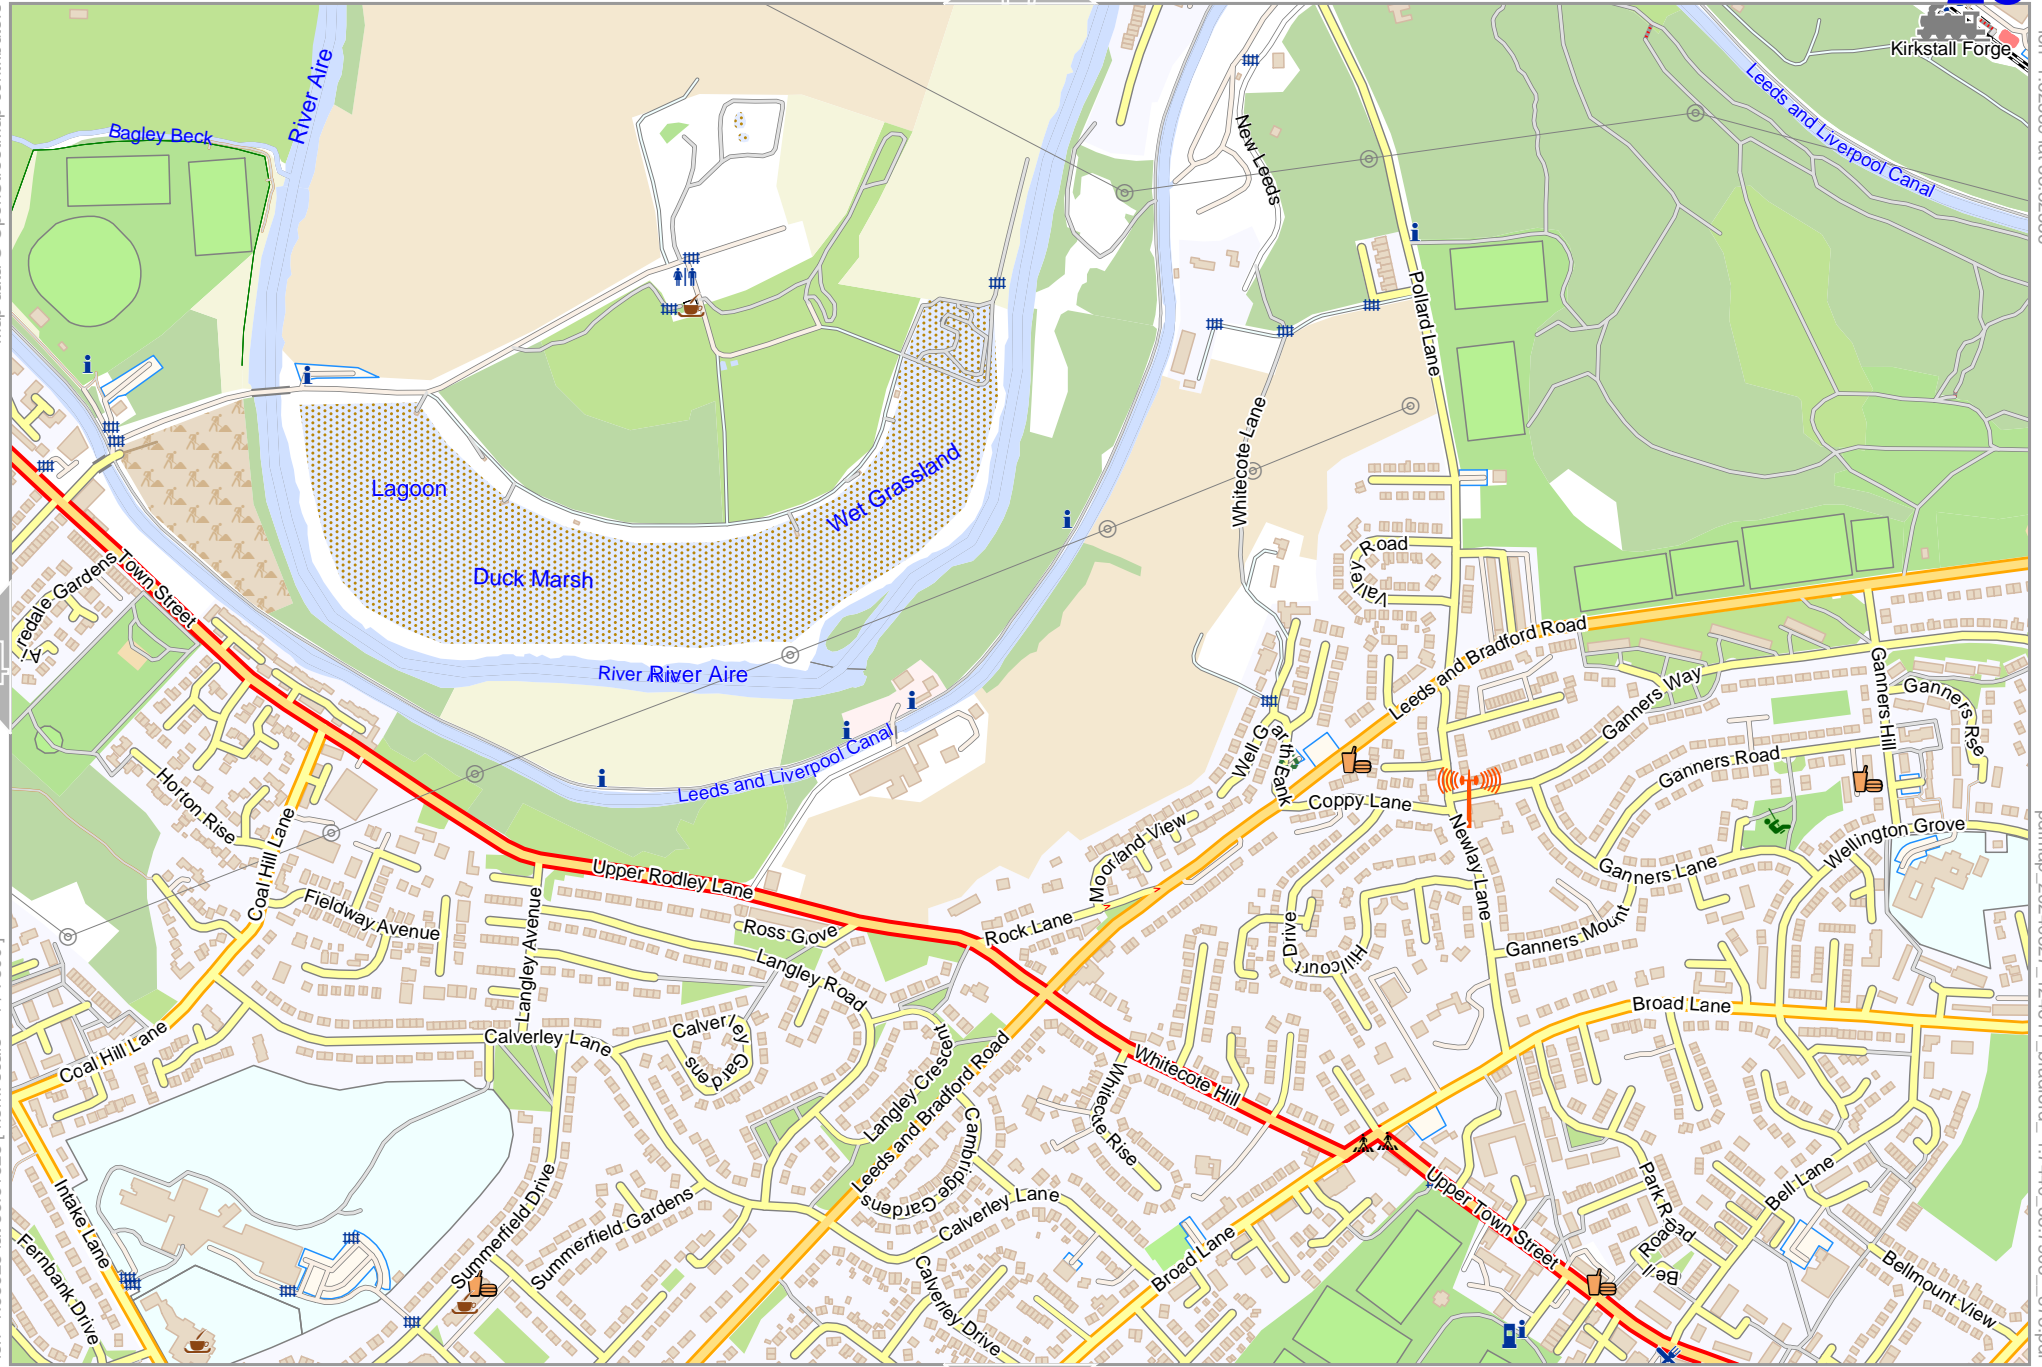 Kirkstall Forge
River Aire
Bagley Beck
Leeds and Liverpool Canal
New Leeds
Pollard Lane
Whitecote Lane
Lagoon
Wet Grassland
Duck Marsh
River Aire
River Aire
Leeds and Liverpool Canal
Town Street
Valley Road
Leeds and Bradford Road
Ganners Way
Ganners Hill
Ganners Rse
Ganners Road
Well Garth Bank
Coppy Lane
Newlay Lane
Wellington Grove
Ganners Lane
Ganners Mount
Horton Rise
Coal Hill Lane
Fieldway Avenue
Upper Rodley Lane
Moorland View
Rock Lane
Ross Grove
Langley Avenue
Langley Road
Hillcourt Drive
Broad Lane
Coal Hill Lane
Calverley Lane
Calverley Gardens
Langley Crescent
Leeds and Bradford Road
Whitecote Hill
Whitecote Rise
Cambridge Gardens
Calverley Lane
Intake Lane
Fernbank Drive
Summerfield Drive
Summerfield Gardens
Calverley Drive
Broad Lane
Upper Town Street
Park Road
Bell Road
Bell Lane
Bellmount View